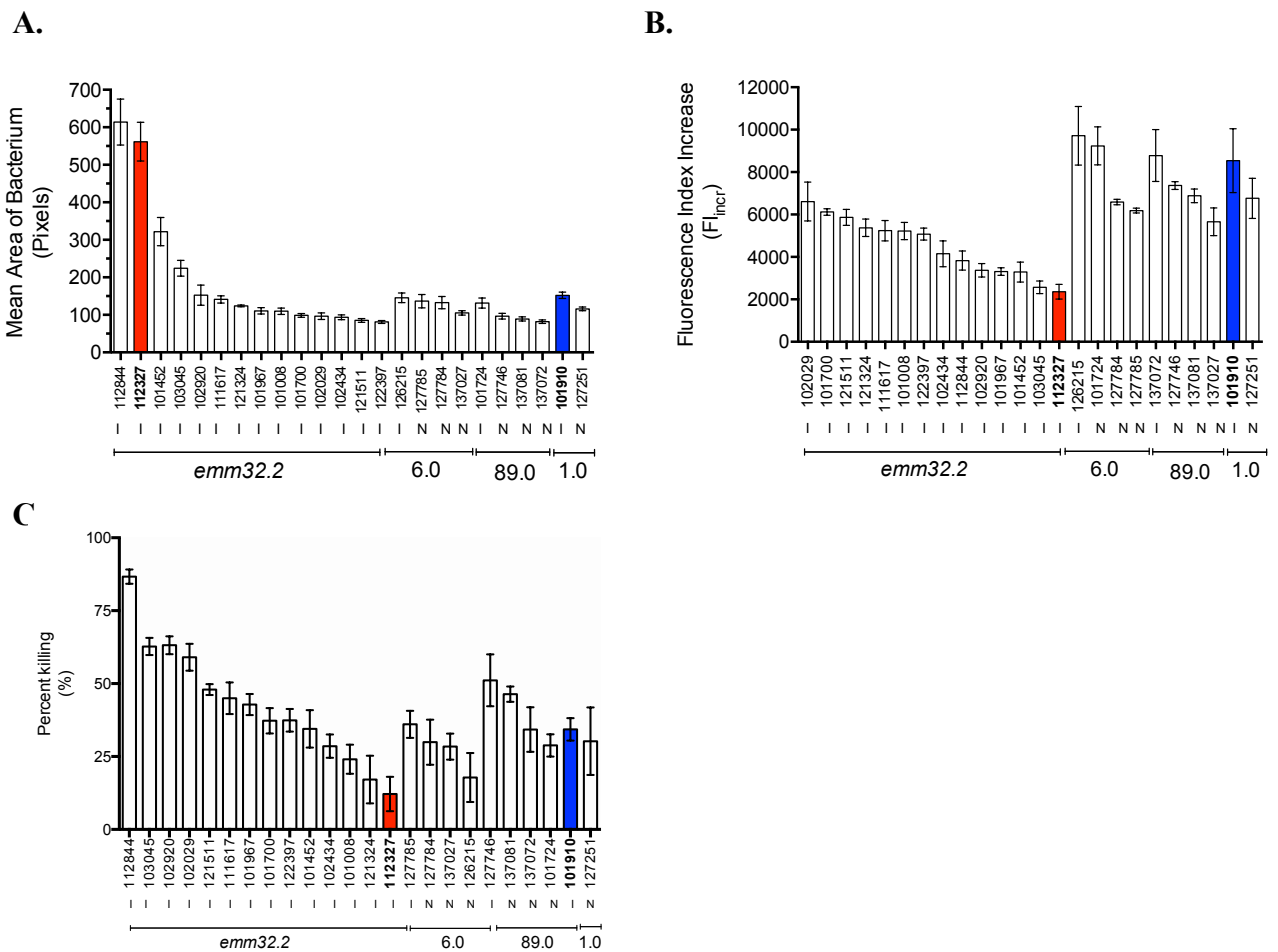 A.
Mean Area of Bacterium
(Pixels)
700
600
500
400
300
200
100
0
112844 112327 101452 103045 102920 111617 121324 101967 101008 101700 102029 102434 121511 122397 126215 127785 127784 137027 101724 127746 137081 137072 101910 127251
I I I I I I I I I I I I I I I N N N I N N N I N
emm32.2 6.0 89.0 1.0
B.
Fluorescence Index Increase
(FIincr)
12000
10000
8000
6000
4000
2000
0
102029 101700 121511 121324 111617 101008 122397 102434 112844 102920 101967 101452 103045 112327 126215 101724 127784 127785 137072 127746 137081 137027 101910 127251
I I I I I I I I I I I I I I I N N N I N N N I N
emm32.2 6.0 89.0 1.0
C
Percent killing
(%)
100
75
50
25
0
112844 103045 102920 102029 121511 111617 101967 101700 122397 101452 102434 101008 121324 112327 127785 127784 137027 126215 127746 137081 137072 101724 101910 127251
I I I I I I I I I I I I I I I N N N I N N N I N
emm32.2 6.0 89.0 1.0